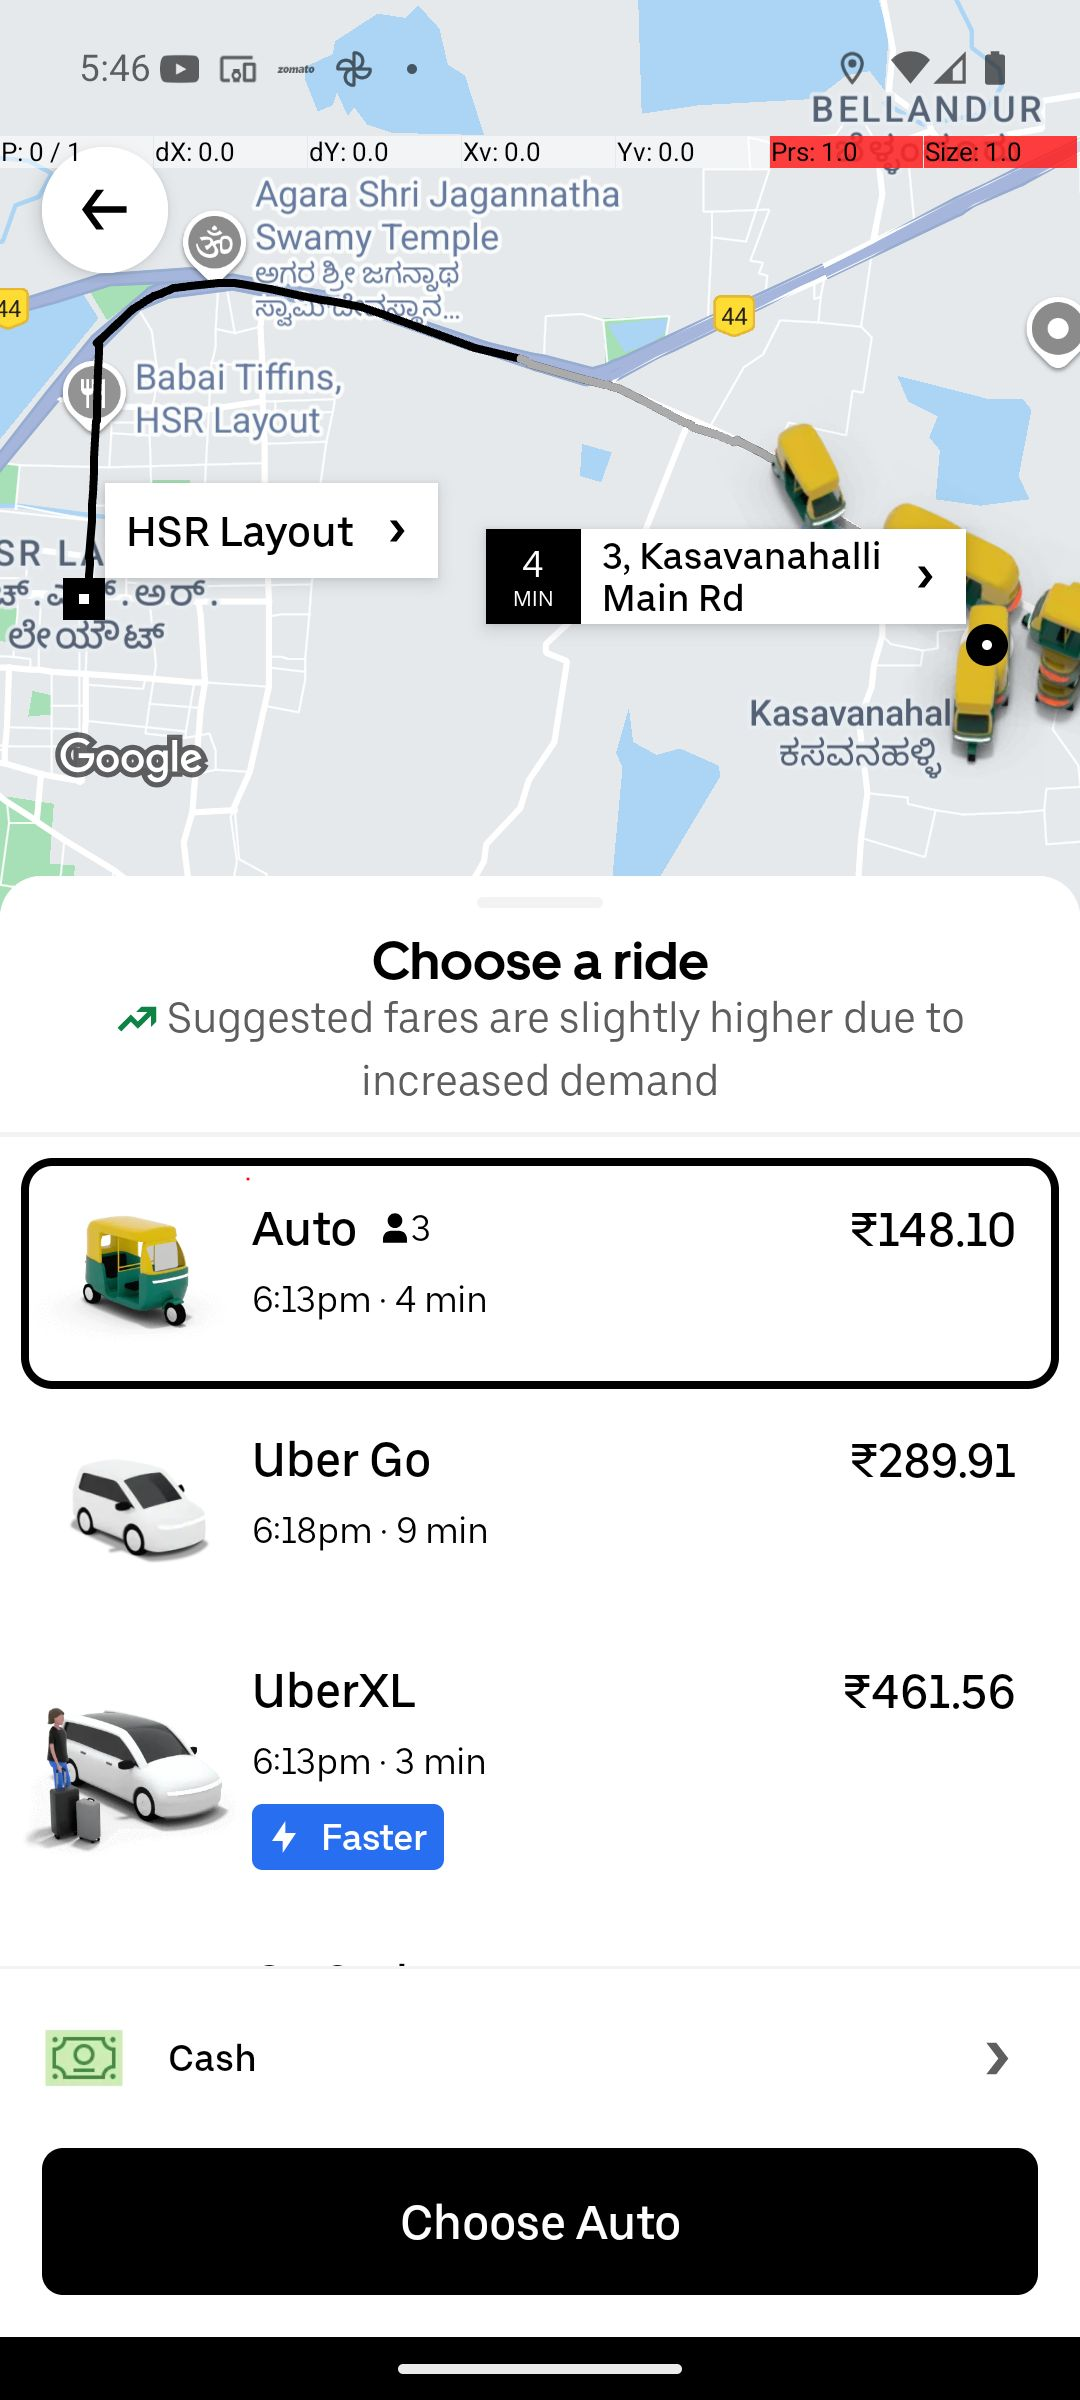 5:46 zomato
BELLANDUR
P: 0 / 1 dX: 0.0 dY: 0.0 Xv: 0.0 Yv: 0.0 Prs: 1.0 Size: 1.0
Agara Shri Jagannatha
Swamy Temple
ಅಗರ ಶ್ರೀ ಜಗನ್ನಾಥ
ಸ್ವಾಮಿ ದೇವಸ್ಥಾನ...
44
44
Babai Tiffins,
HSR Layout
HSR Layout
4
MIN
3, Kasavanahalli
Main Rd
SR LA
ಲೇಯೌಟ್
Kasavanahal
ಕಸವನಹಳ್ಳಿ
Google
Choose a ride
Suggested fares are slightly higher due to
increased demand
Auto 3 ₹148.10
6:13pm · 4 min
Uber Go ₹289.91
6:18pm · 9 min
UberXL ₹461.56
6:13pm · 3 min
Faster
Cash
Choose Auto